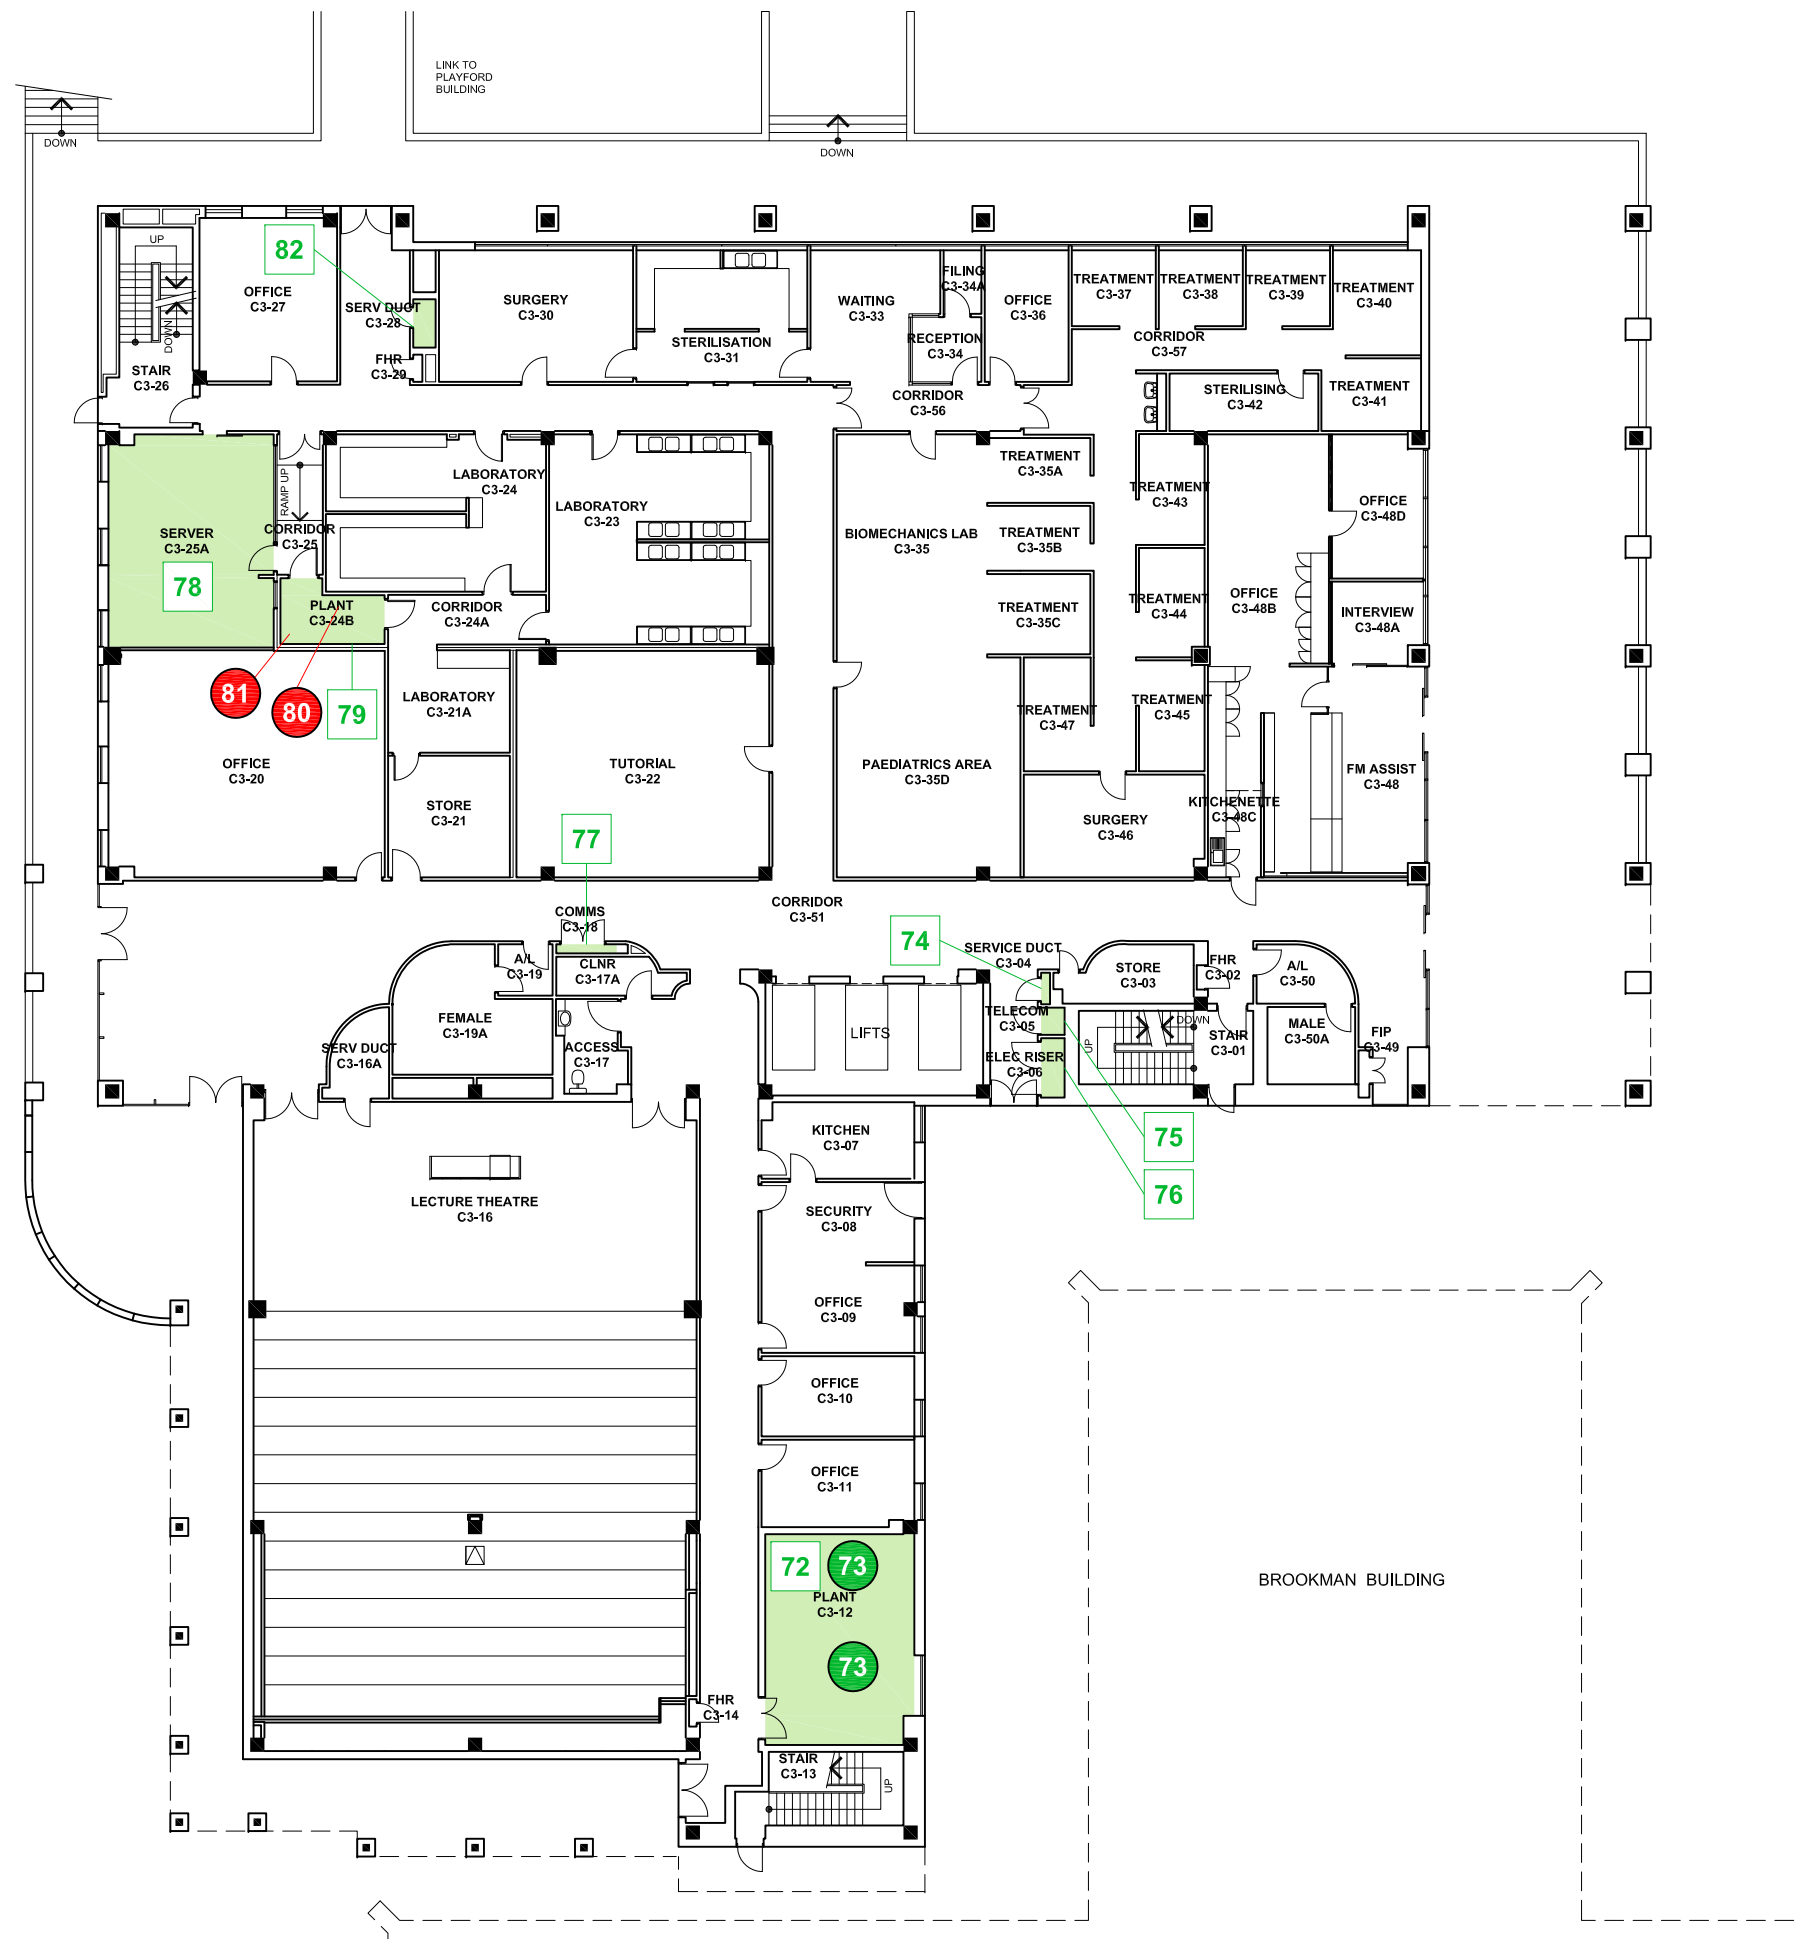 LINK TO
PLAYFORD
BUILDING
DOWN
DOWN
82
UP
DOWN
STAIR
C3-26
OFFICE
C3-27
SERV DUCT
C3-28
FHR
C3-29
SURGERY
C3-30
STERILISATION
C3-31
WAITING
C3-33
FILING
C3-34A
RECEPTION
C3-34
OFFICE
C3-36
TREATMENT
C3-37
TREATMENT
C3-38
TREATMENT
C3-39
TREATMENT
C3-40
CORRIDOR
C3-57
CORRIDOR
C3-56
STERILISING
C3-42
TREATMENT
C3-41
SERVER
C3-25A
78
RAMP UP
CORRIDOR
C3-25
LABORATORY
C3-24
LABORATORY
C3-23
BIOMECHANICS LAB
C3-35
TREATMENT
C3-35A
TREATMENT
C3-35B
TREATMENT
C3-35C
TREATMENT
C3-43
TREATMENT
C3-44
TREATMENT
C3-45
TREATMENT
C3-47
OFFICE
C3-48B
OFFICE
C3-48D
INTERVIEW
C3-48A
PLANT
C3-24B
CORRIDOR
C3-24A
81
80
79
LABORATORY
C3-21A
OFFICE
C3-20
STORE
C3-21
TUTORIAL
C3-22
PAEDIATRICS AREA
C3-35D
SURGERY
C3-46
KITCHENETTE
C3-48C
FM ASSIST
C3-48
77
COMMS
C3-18
CORRIDOR
C3-51
74
SERVICE DUCT
C3-04
A/L
C3-19
CLNR
C3-17A
STORE
C3-03
FHR
C3-02
A/L
C3-50
FEMALE
C3-19A
SERV DUCT
C3-16A
ACCESS
C3-17
LIFTS
TELECOM
C3-05
ELEC RISER
C3-06
UP
DOWN
STAIR
C3-01
MALE
C3-50A
FIP
C3-49
75
76
KITCHEN
C3-07
LECTURE THEATRE
C3-16
SECURITY
C3-08
OFFICE
C3-09
OFFICE
C3-10
OFFICE
C3-11
72
73
PLANT
C3-12
73
BROOKMAN BUILDING
FHR
C3-14
STAIR
C3-13
UP